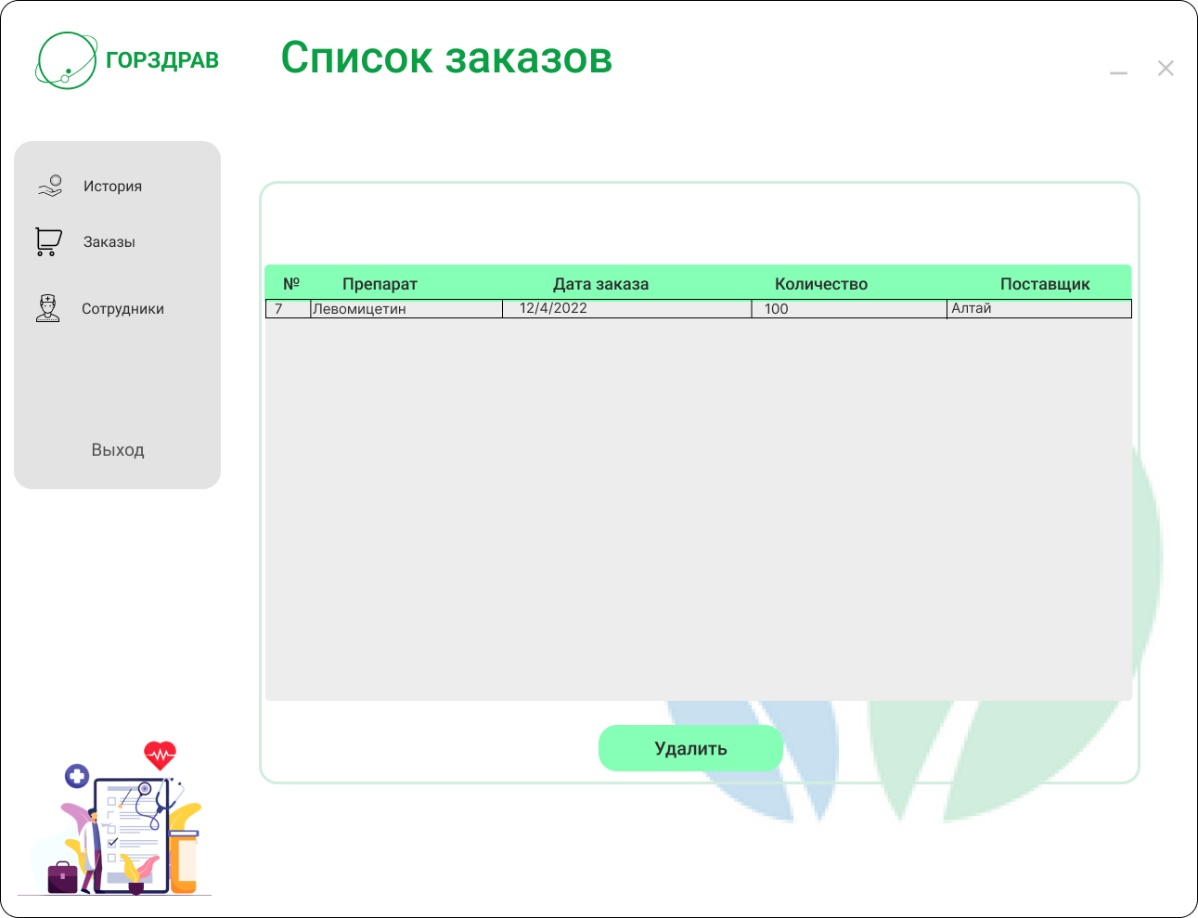 ГОРЗДРАВ
Список заказов
История
Заказы
Сотрудники
Выход
№ Препарат Дата заказа Количество Поставщик
7 Левомицетин 12/4/2022 100 Алтай
Удалить